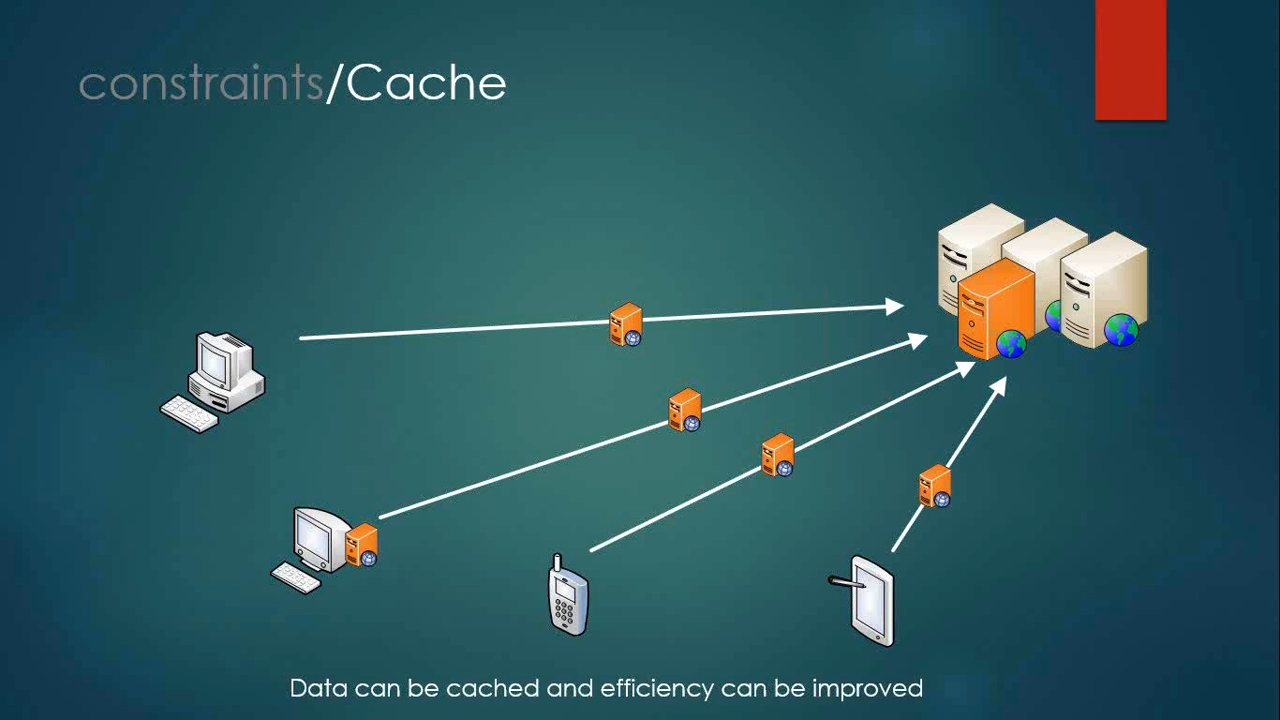 constraints/Cache
Data can be cached and efficiency can be improved